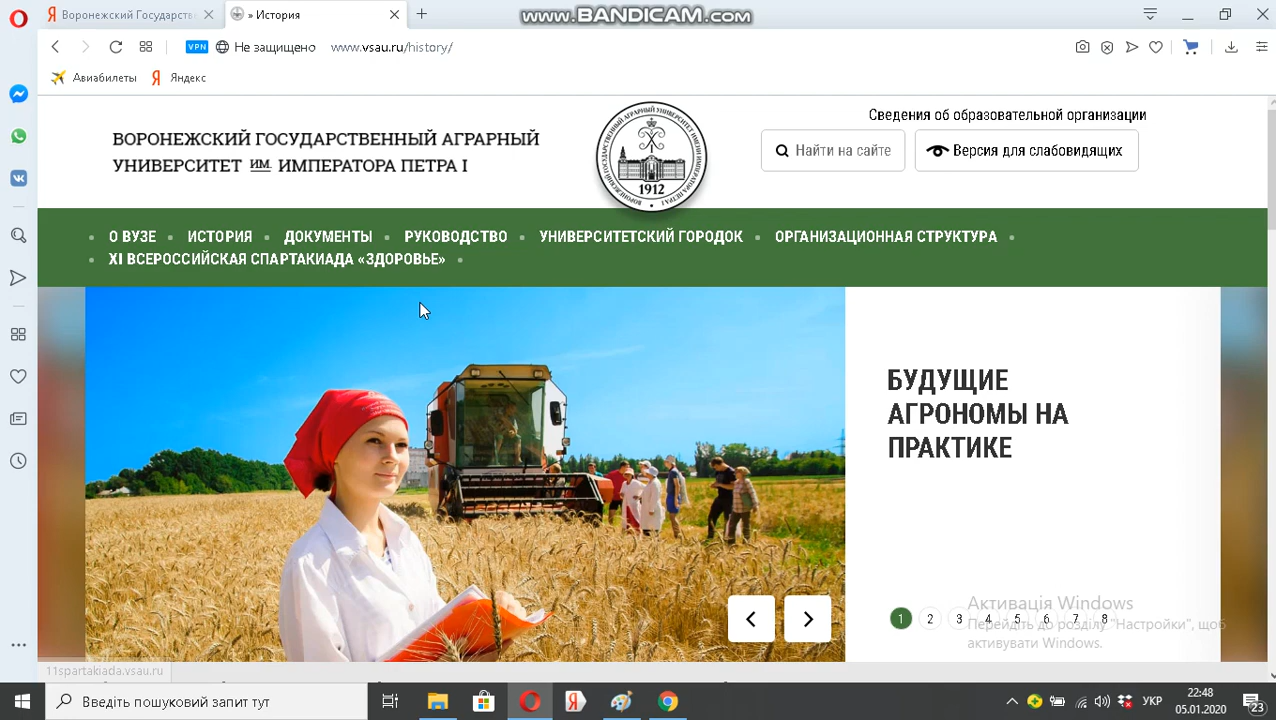 Воронежский Государств
» История
www.BANDICAM.com
VPN
Не защищено
www.vsau.ru/history/
Авиабилеты
Яндекс
Сведения об образовательной организации
ВОРОНЕЖСКИЙ ГОСУДАРСТВЕННЫЙ АГРАРНЫЙ
УНИВЕРСИТЕТ ИМ. ИМПЕРАТОРА ПЕТРА I
1912
Найти на сайте
Версия для слабовидящих
О ВУЗЕ
ИСТОРИЯ
ДОКУМЕНТЫ
РУКОВОДСТВО
УНИВЕРСИТЕТСКИЙ ГОРОДОК
ОРГАНИЗАЦИОННАЯ СТРУКТУРА
XI ВСЕРОССИЙСКАЯ СПАРТАКИАДА «ЗДОРОВЬЕ»
БУДУЩИЕ
АГРОНОМЫ НА
ПРАКТИКЕ
1 2 3 4 5 6 7 8
Активація Windows
Перейдіть до розділу "Настройки", щоб
активувати Windows.
11spartakiada.vsau.ru
Введіть пошуковий запит тут
УКР
22:48
05.01.2020
23